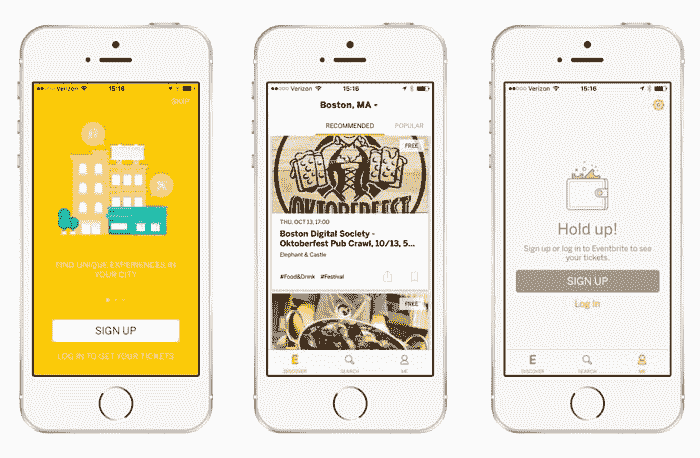 Verizon 15:16
SKIP
FIND UNIQUE EXPERIENCES IN
YOUR CITY
SIGN UP
LOG IN TO GET YOUR TICKETS
Verizon 15:16
Boston, MA
RECOMMENDED POPULAR
FREE
OKTOBERFEST
THU, OCT 13, 17:00
Boston Digital Society -
Oktoberfest Pub Crawl, 10/13, 5...
Elephant & Castle
#Food&Drink #Festival
FREE
E
DISCOVER SEARCH ME
Verizon 15:16
Hold up!
Sign up or log in to Eventbrite to see
your tickets.
SIGN UP
Log In
E
DISCOVER SEARCH ME